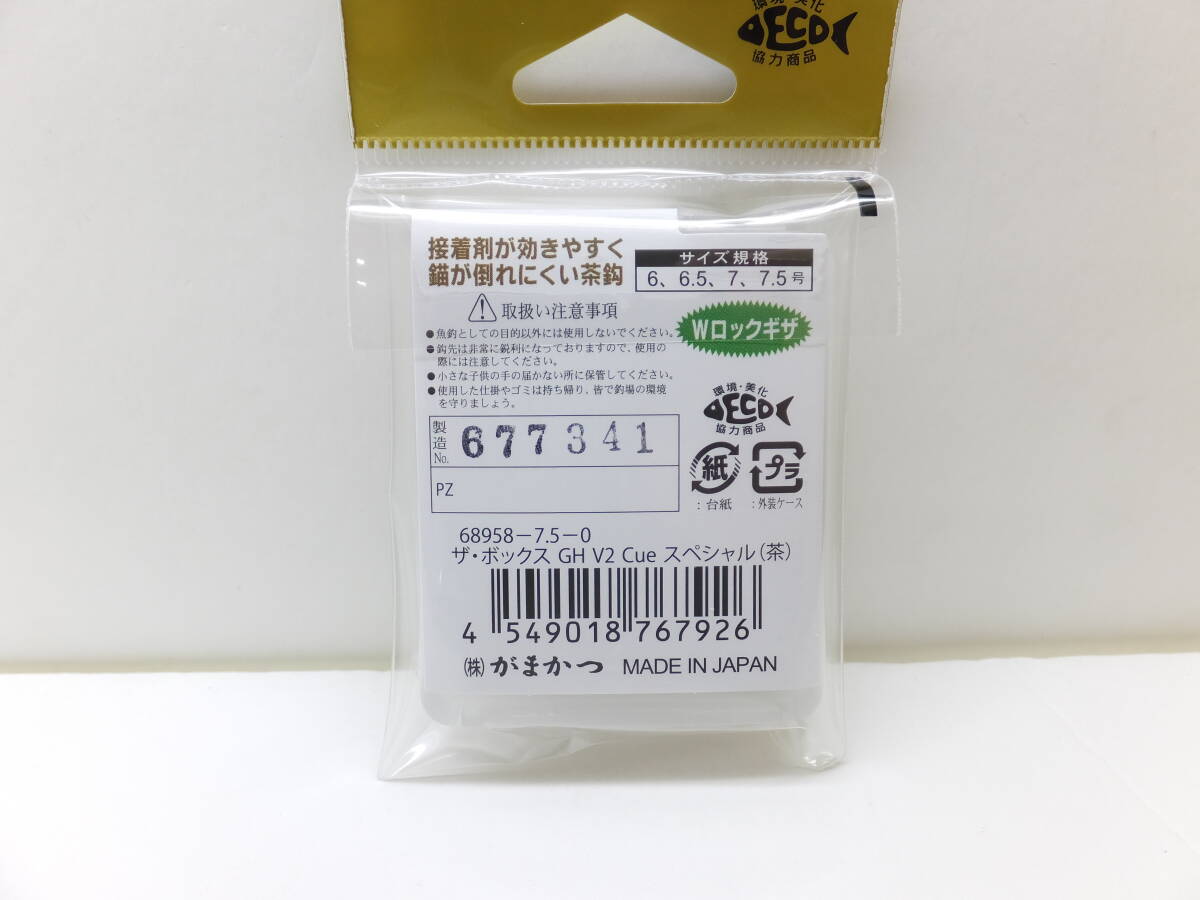 環境・美化
ECO
協力商品
接着剤が効きやすく
錨が倒れにくい茶鈎
サイズ規格
6、6.5、7、7.5号
取扱い注意事項
●魚鈎としての目的以外には使用しないでください。
●鈎先は非常に鋭利になっておりますので、使用の
際には注意してください。
●小さな子供の手の届かない所に保管してください。
●使用した仕掛やゴミは持ち帰り、皆で釣場の環境
を守りましょう。
Wロックギザ
環境・美化
ECO
協力商品
製造No. 677341
PZ
紙
：台紙
プラ
：外装ケース
68958－7.5－0
ザ・ボックス GH V2 Cue スペシャル（茶）
4 549018 767926
㈱がまかつ MADE IN JAPAN